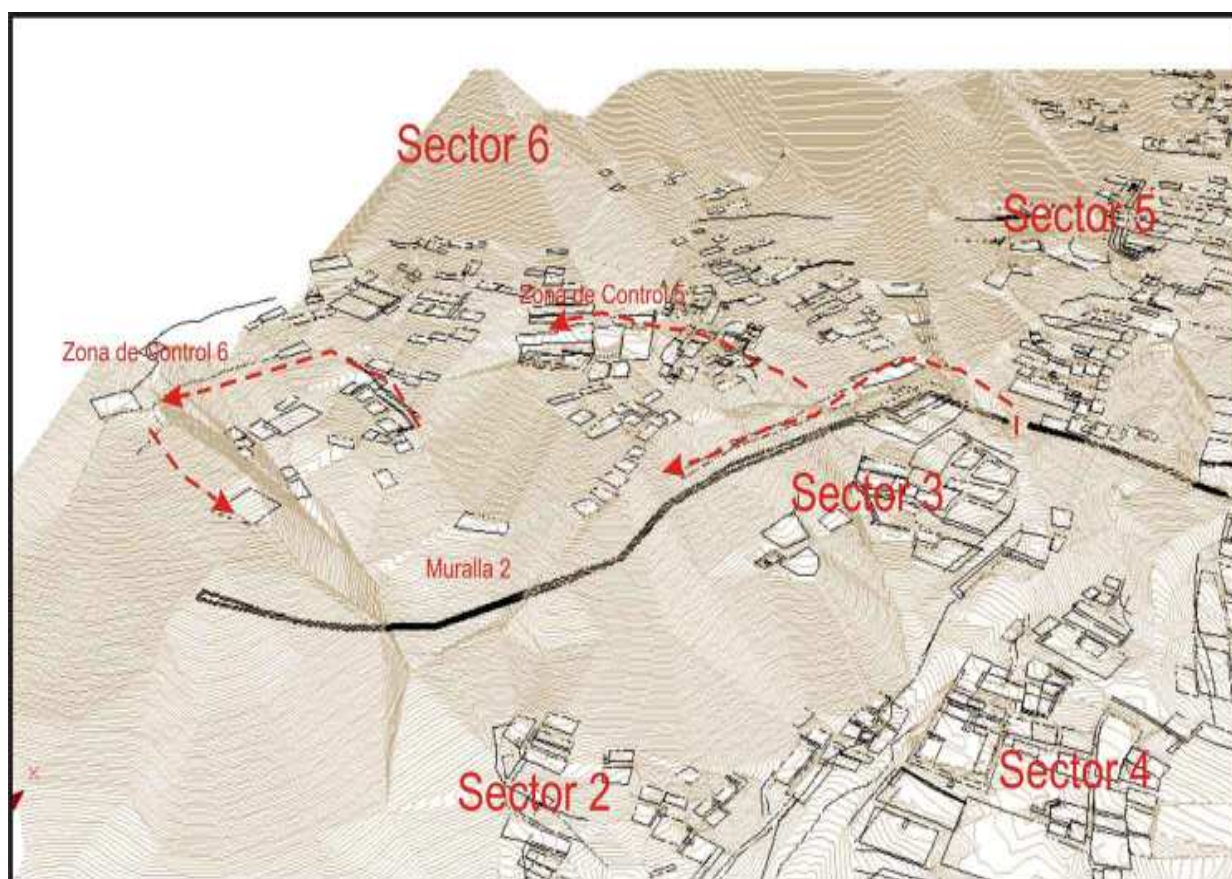 Sector 6
Sector 5
Zona de Control 5
Zona de Control 6
Sector 3
Muralla 2
Sector 2
Sector 4